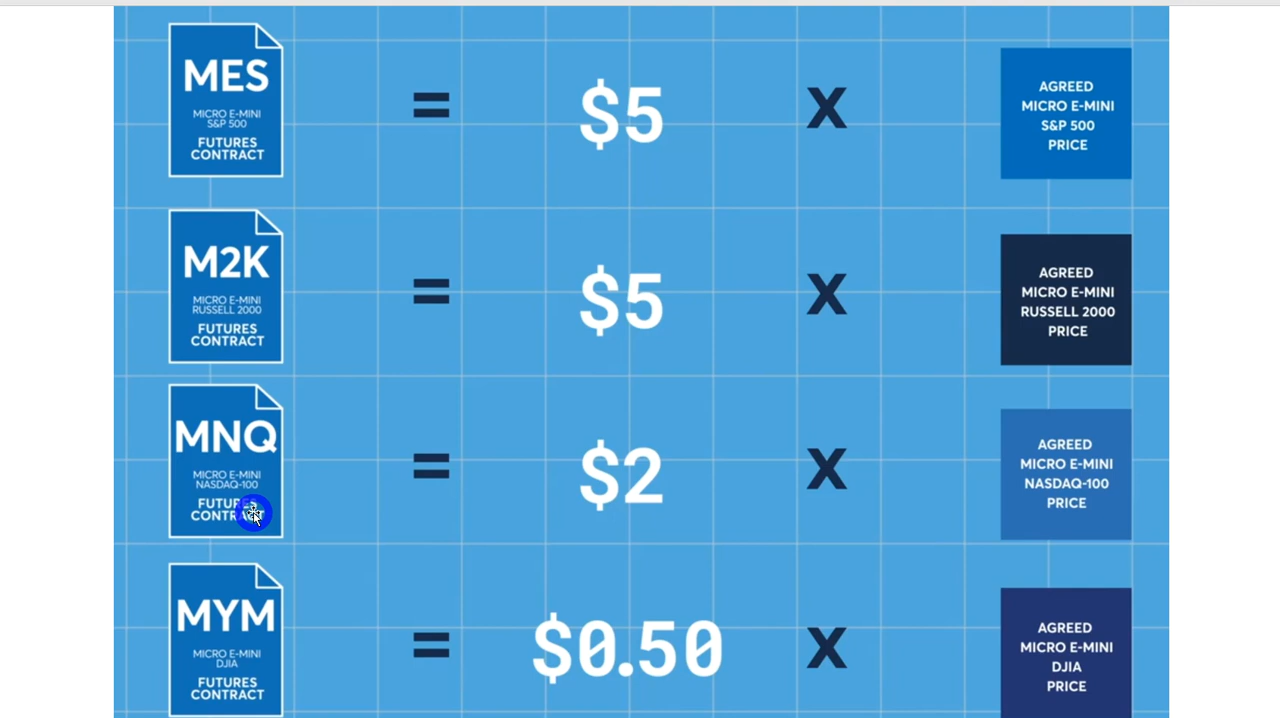 MES
MICRO E-MINI
S&P 500
FUTURES
CONTRACT
=
$5
X
AGREED
MICRO E-MINI
S&P 500
PRICE
M2K
MICRO E-MINI
RUSSELL 2000
FUTURES
CONTRACT
=
$5
X
AGREED
MICRO E-MINI
RUSSELL 2000
PRICE
MNQ
MICRO E-MINI
NASDAQ-100
FUTURES
CONTRACT
=
$2
X
AGREED
MICRO E-MINI
NASDAQ-100
PRICE
MYM
MICRO E-MINI
DJIA
FUTURES
CONTRACT
=
$0.50
X
AGREED
MICRO E-MINI
DJIA
PRICE